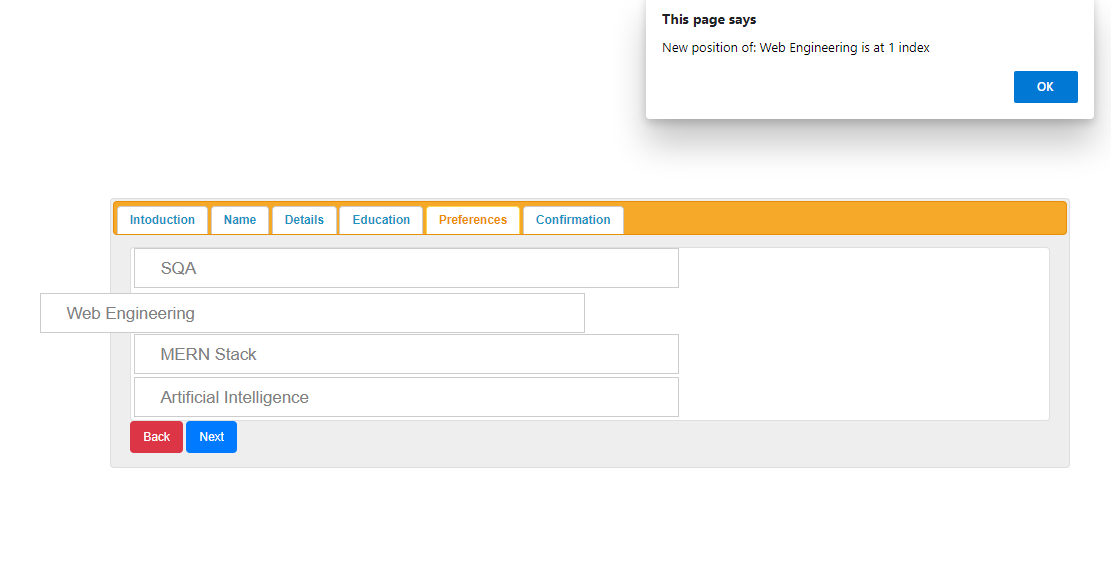 This page says
New position of: Web Engineering is at 1 index
OK
Intoduction Name Details Education Preferences Confirmation
SQA
Web Engineering
MERN Stack
Artificial Intelligence
Back Next